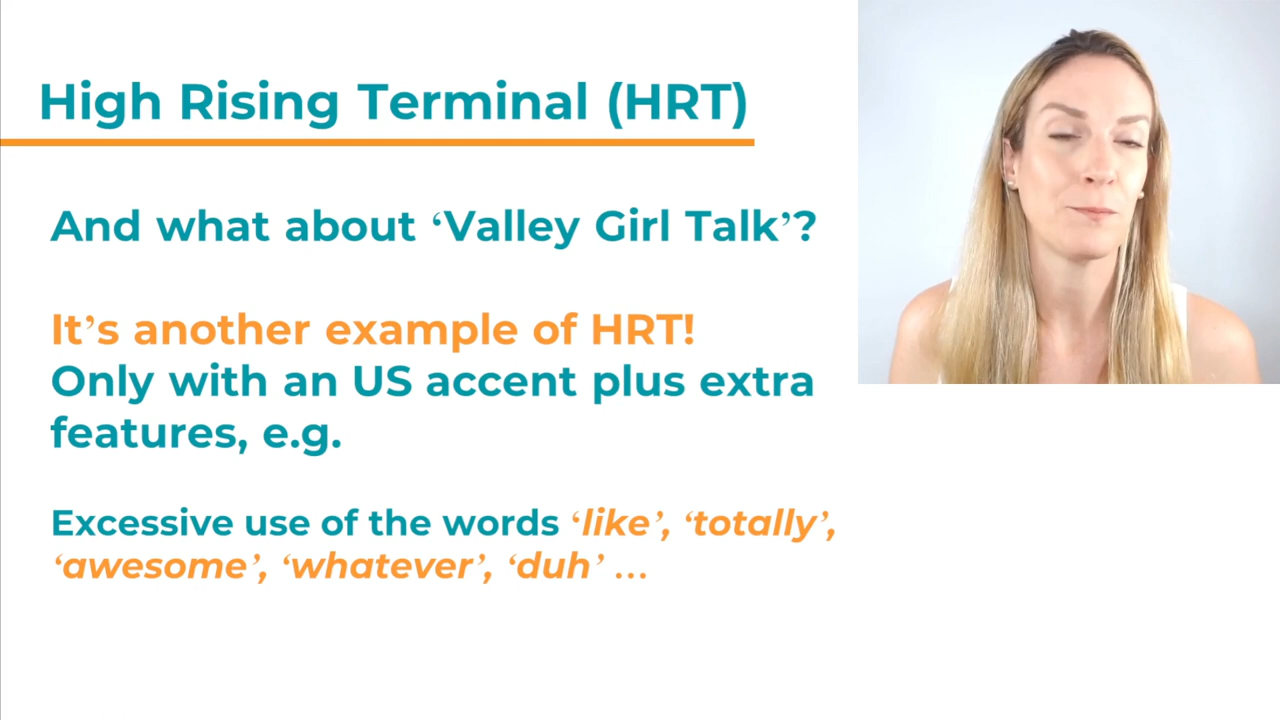 High Rising Terminal (HRT)
And what about ‘Valley Girl Talk’?
It’s another example of HRT!
Only with an US accent plus extra
features, e.g.
Excessive use of the words ‘like’, ‘totally’,
‘awesome’, ‘whatever’, ‘duh’ ...